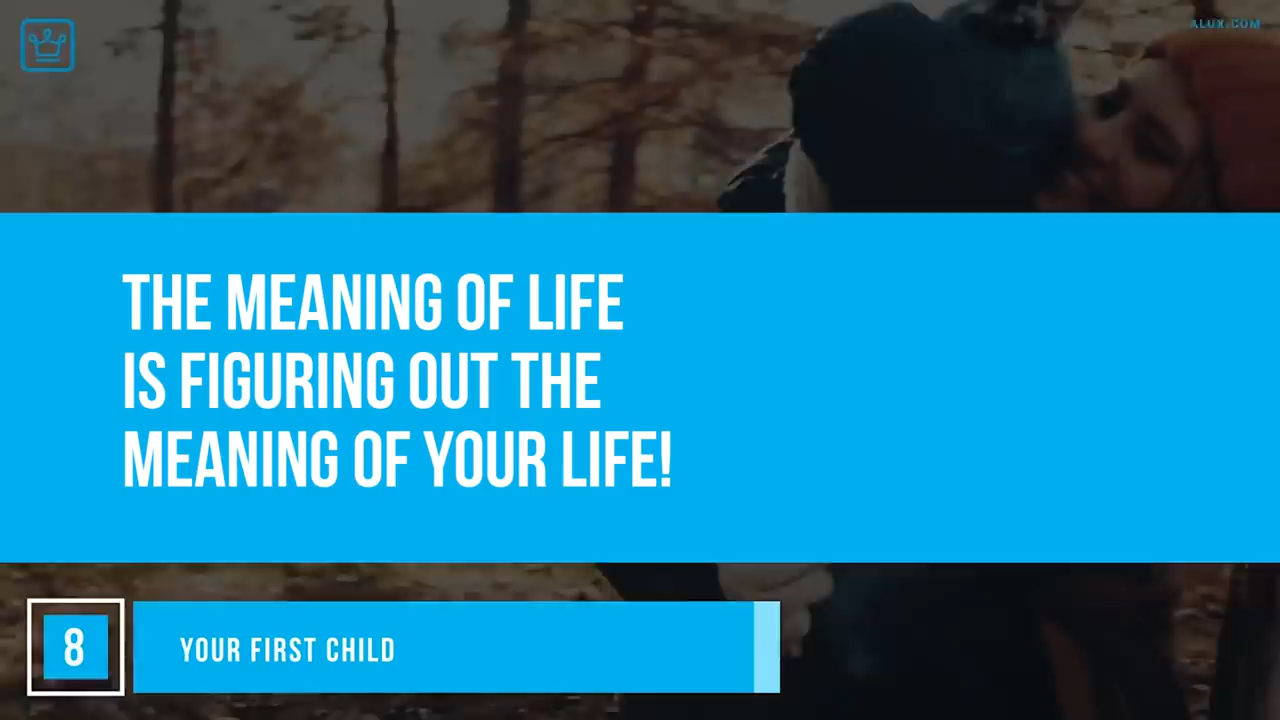 ALUX.COM
THE MEANING OF LIFE
IS FIGURING OUT THE
MEANING OF YOUR LIFE!
8
YOUR FIRST CHILD